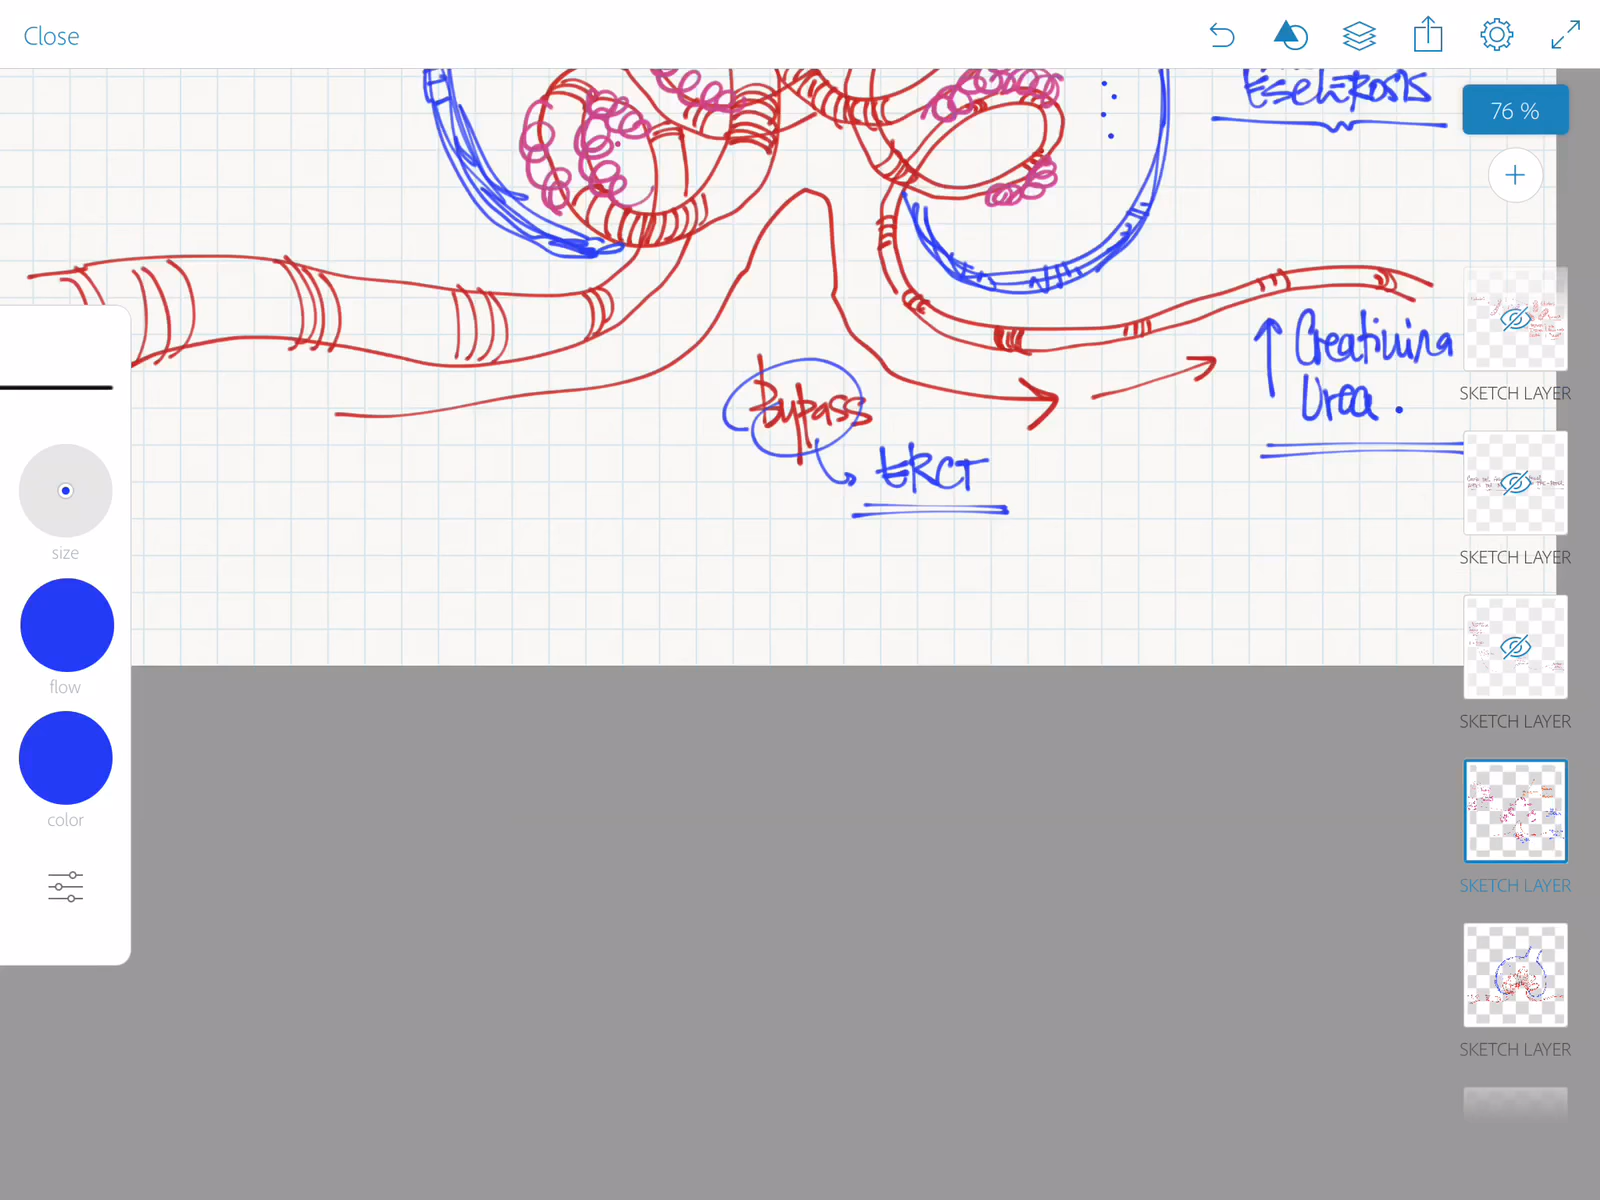 Close
76 %
Esclerosis
↑ Creatinina
Urea .
Bypass
ERCT
size
flow
color
SKETCH LAYER
SKETCH LAYER
SKETCH LAYER
SKETCH LAYER
SKETCH LAYER